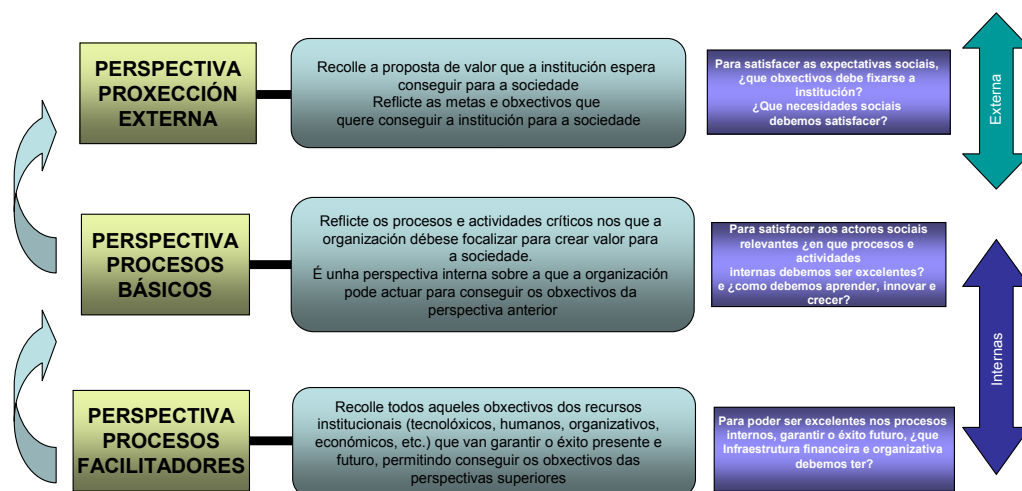 PERSPECTIVA
PROXECCIÓN
EXTERNA
Recolle a proposta de valor que a institución espera
conseguir para a sociedade
Reflicte as metas e obxectivos que
quere conseguir a institución para a sociedade
Para satisfacer as expectativas sociais,
¿que obxectivos debe fixarse a
institución?
¿Que necesidades sociais
debemos satisfacer?
Externa
PERSPECTIVA
PROCESOS
BÁSICOS
Reflicte os procesos e actividades críticos nos que a
organización débese focalizar para crear valor para
a sociedade.
É unha perspectiva interna sobre a que a organización
pode actuar para conseguir os obxectivos da
perspectiva anterior
Para satisfacer aos actores sociais
relevantes ¿en que procesos e
actividades
internas debemos ser excelentes?
e ¿como debemos aprender, innovar e
crecer?
Internas
PERSPECTIVA
PROCESOS
FACILITADORES
Recolle todos aqueles obxectivos dos recursos
institucionais (tecnolóxicos, humanos, organizativos,
económicos, etc.) que van garantir o éxito presente e
futuro, permitindo conseguir os obxectivos das
perspectivas superiores
Para poder ser excelentes nos procesos
internos, garantir o éxito futuro, ¿que
Infraestrutura financeira e organizativa
debemos ter?